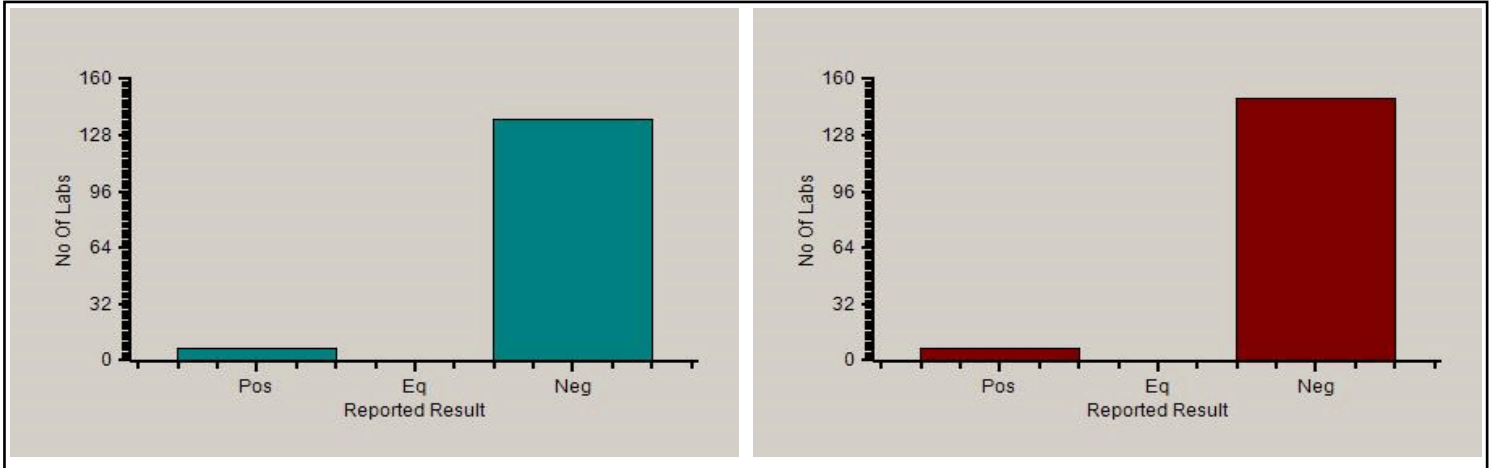 160
128
96
64
32
0
No Of Labs
Pos Eq Neg
Reported Result
160
128
96
64
32
0
No Of Labs
Pos Eq Neg
Reported Result